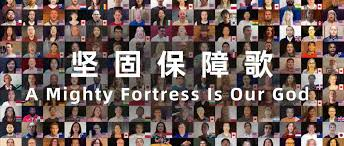 坚固保障歌
A Mighty Fortress Is Our God